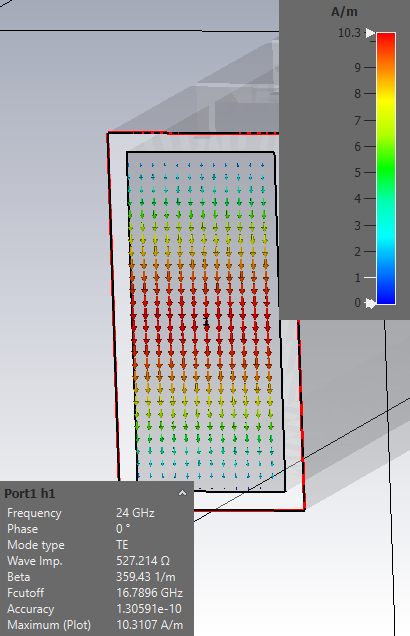 A/m
10.3
9
8
7
6
5
4
3
2
1
0
1
Port1 h1
Frequency 24 GHz
Phase 0 °
Mode type TE
Wave Imp. 527.214 Ω
Beta 359.43 1/m
Fcutoff 16.7896 GHz
Accuracy 1.30591e-10
Maximum (Plot) 10.3107 A/m